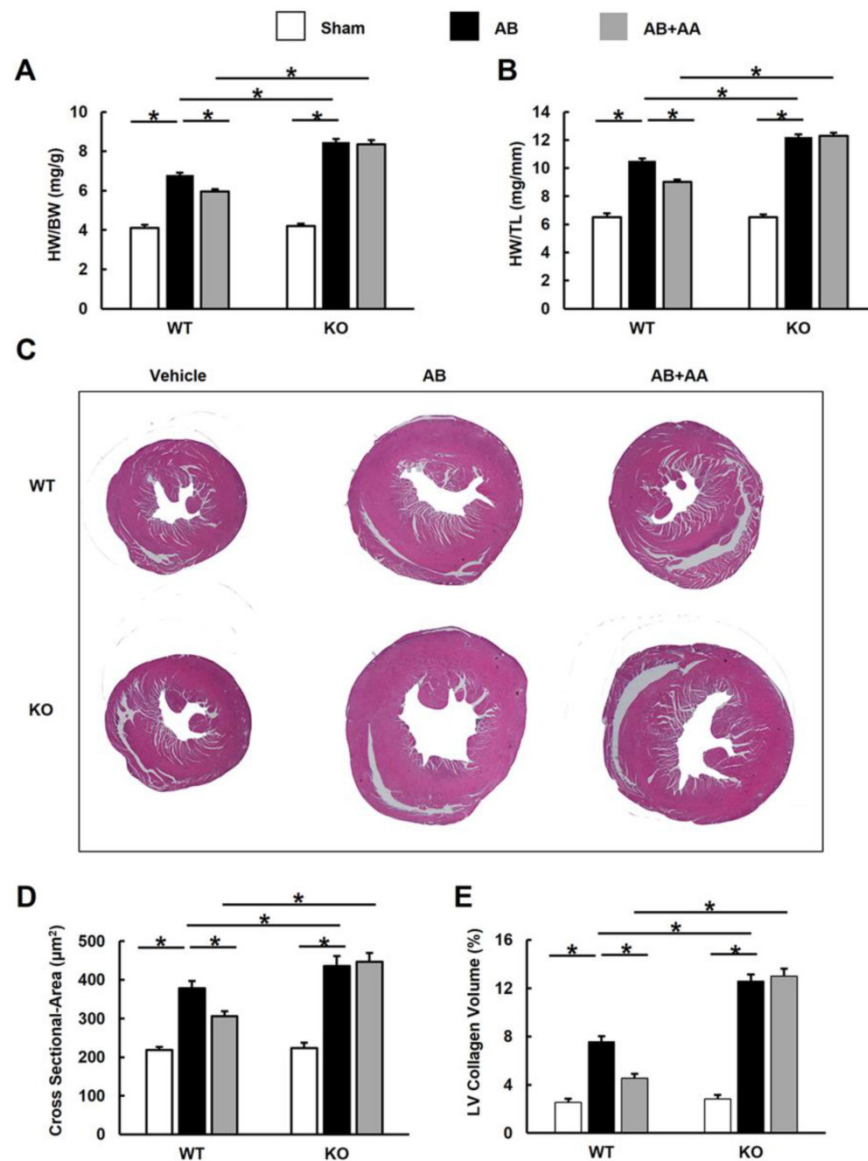 Sham AB AB+AA
A
B
*
*
* * *
10
8
6
4
2
0
HW/BW (mg/g)
WT KO
*
*
* * *
14
12
10
8
6
4
2
0
HW/TL (mg/mm)
WT KO
C
Vehicle AB AB+AA
WT
KO
D
*
*
* * *
500
400
300
200
100
0
Cross Sectional-Area (µm²)
WT KO
E
*
*
* * *
16
12
8
4
0
LV Collagen Volume (%)
WT KO